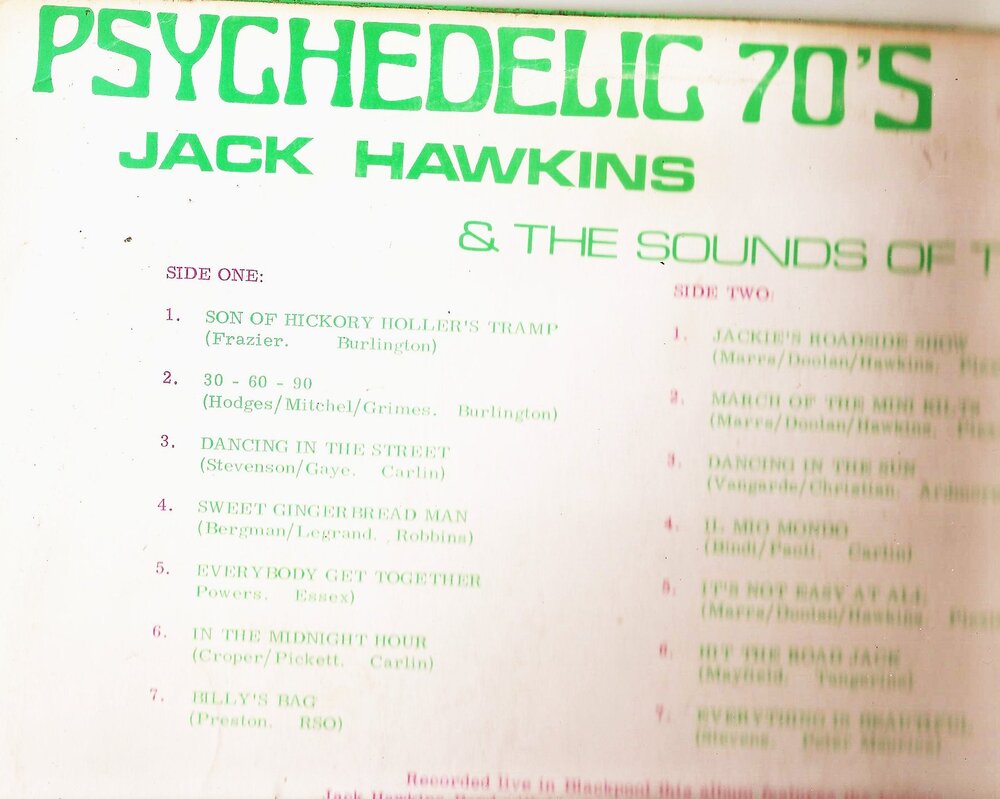 PSYCHEDELIC 70'S
JACK HAWKINS
& THE SOUNDS OF T
SIDE ONE:
1. SON OF HICKORY HOLLER'S TRAMP
(Frazier. Burlington)
2. 30 - 60 - 90
(Hodges/Mitchel/Grimes. Burlington)
3. DANCING IN THE STREET
(Stevenson/Gaye. Carlin)
4. SWEET GINGERBREAD MAN
(Bergman/Legrand. Robbins)
5. EVERYBODY GET TOGETHER
Powers. Essex)
6. IN THE MIDNIGHT HOUR
(Croper/Pickett. Carlin)
7. BILLY'S BAG
(Preston. RSO)
SIDE TWO:
1. JACKIE'S ROADSIDE SHOW
(Marra/Doolan/Hawkins.
2. MARCH OF THE MINI KILTS
(Marra/Doolan/Hawkins.
3. DANCING IN THE SUN
(Vangarde/Christian.
4. IL MIO MONDO
(Bindi/Paoli. Carlin)
5. IT'S NOT EASY AT ALL
(Marra/Doolan/Hawkins.
6. HIT THE ROAD JACK
(Mayfield. Tangerine)
7. EVERYTHING IS BEAUTIFUL
(Stevens. Peter Maurice)
Recorded live in Blackpool this album features the
Jack Hawkins Band